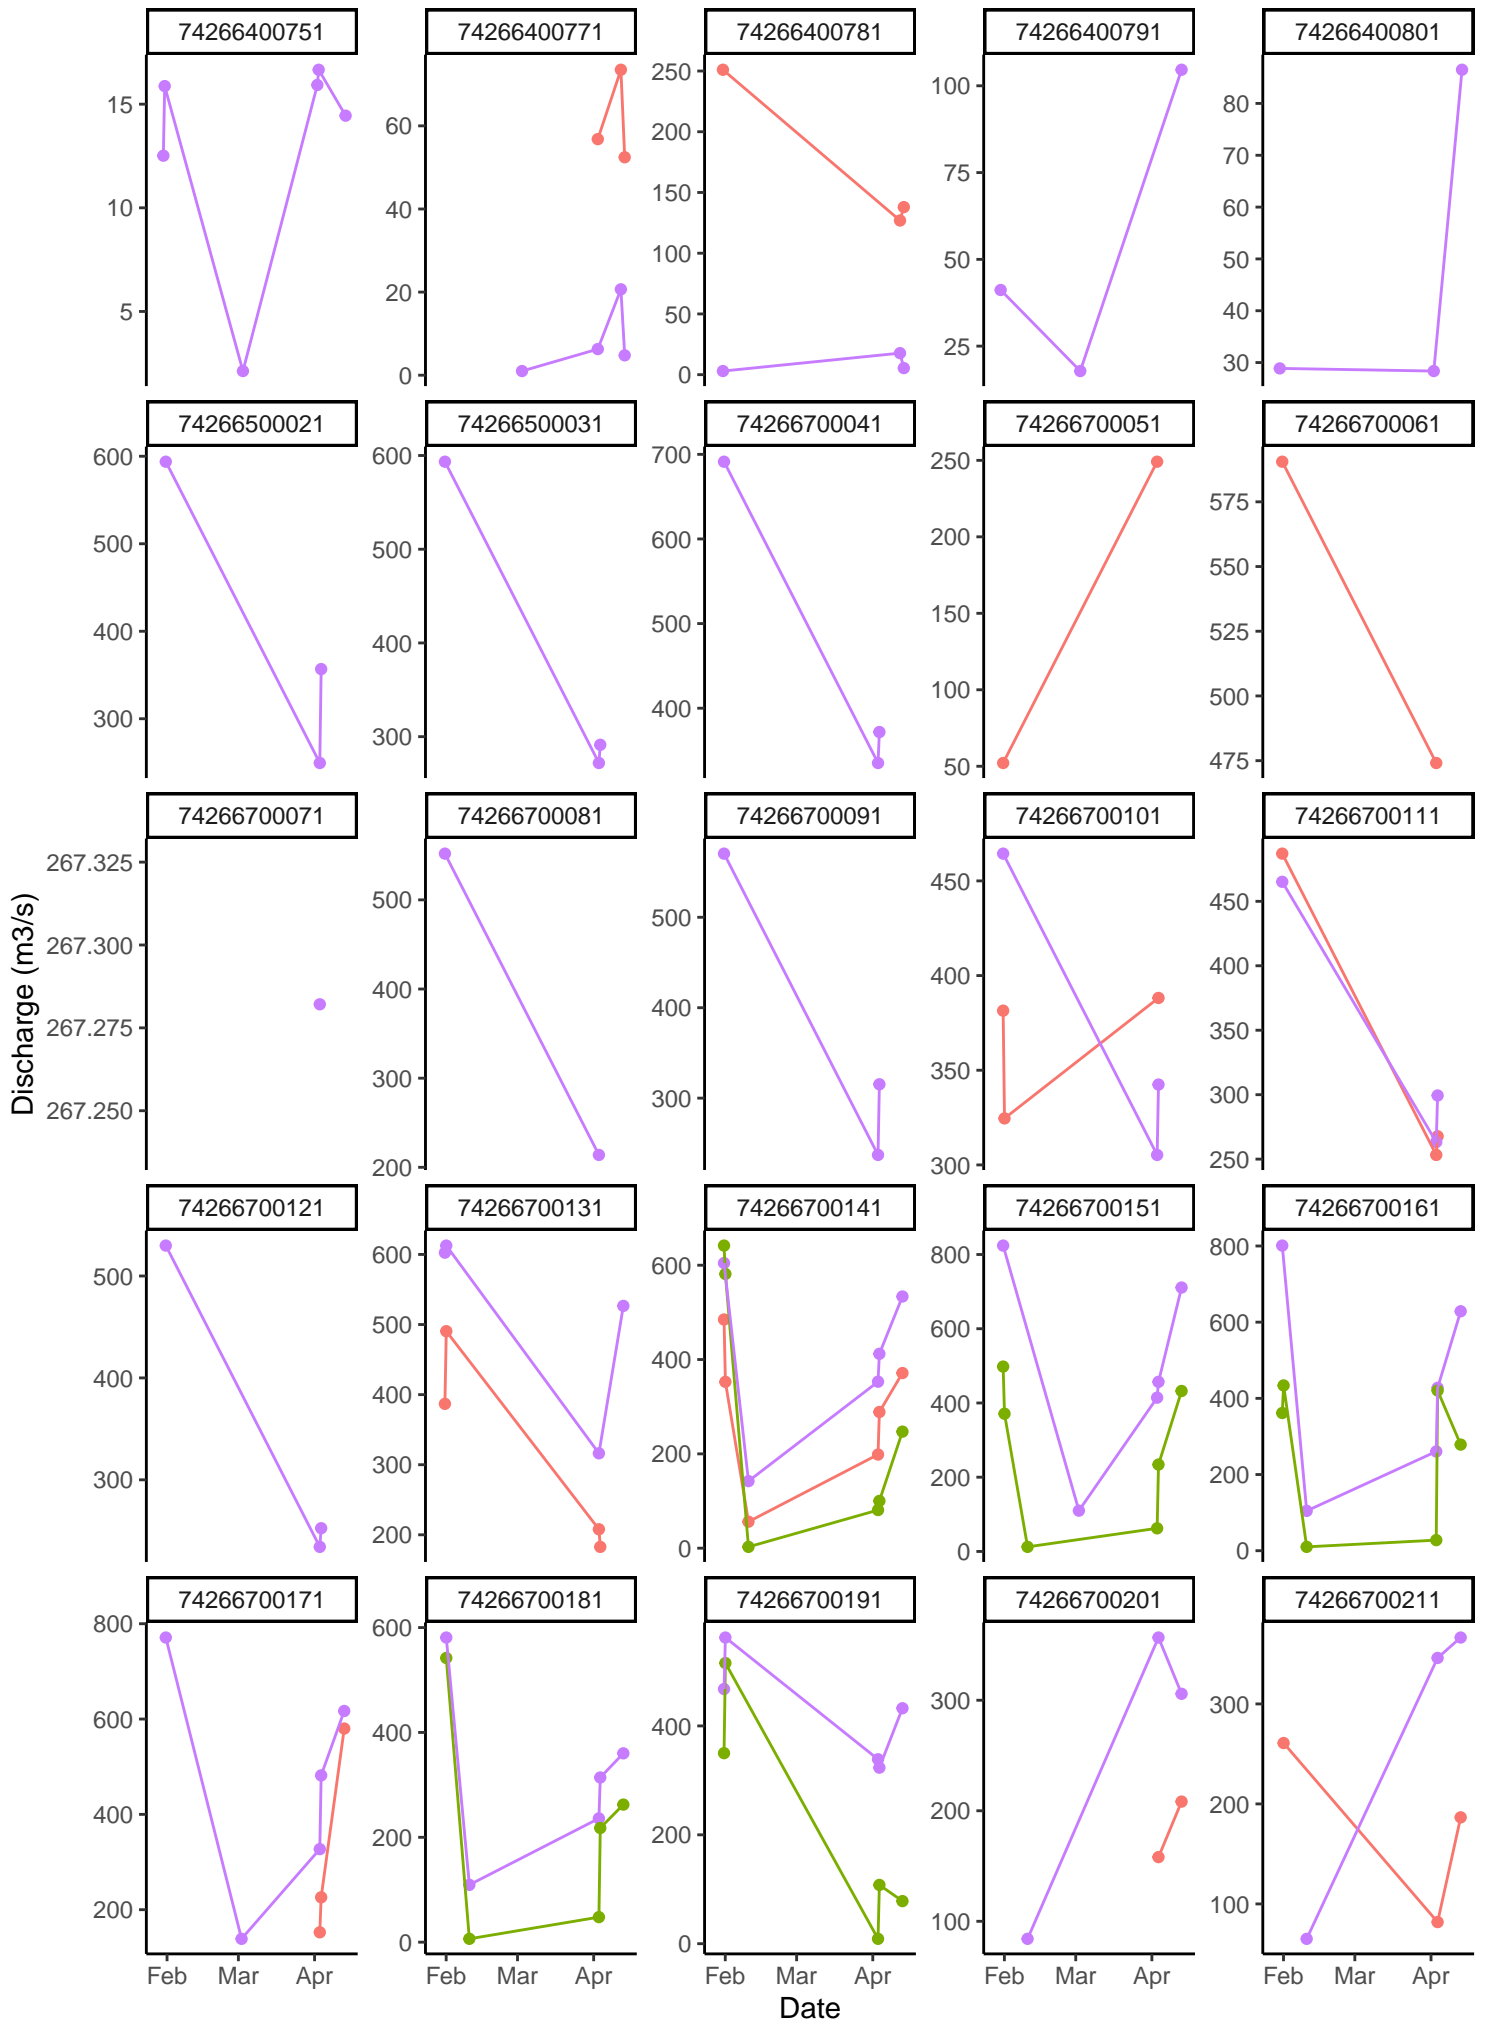 74266400751 74266400771 74266400781 74266400791 74266400801
15 10 5
60 40 20 0
250 200 150 100 50 0
100 75 50 25
80 70 60 50 40 30
74266500021 74266500031 74266700041 74266700051 74266700061
600 500 400 300
600 500 400 300
700 600 500 400
250 200 150 100 50
575 550 525 500 475
74266700071 74266700081 74266700091 74266700101 74266700111
267.325 267.300 267.275 267.250
500 400 300 200
500 400 300
450 400 350 300
450 400 350 300 250
74266700121 74266700131 74266700141 74266700151 74266700161
500 400 300
600 500 400 300 200
600 400 200 0
800 600 400 200 0
800 600 400 200 0
74266700171 74266700181 74266700191 74266700201 74266700211
800 600 400 200
600 400 200 0
400 200 0
300 200 100
300 200 100
Feb Mar Apr Feb Mar Apr Feb Mar Apr Feb Mar Apr Feb Mar Apr
Date
Discharge (m3/s)